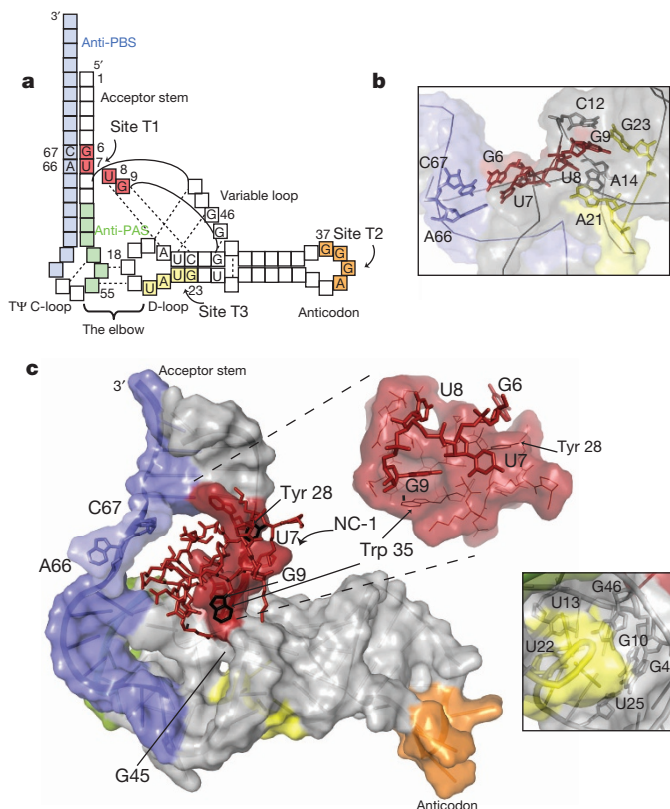 a
3′
Anti-PBS
5′
1
Acceptor stem
Site T1
67 C G 6
66 A U 7
U 8
G 9
Variable loop
G 46
G
Anti-PAS
18
A U C G
37 Site T2
G G
G
A
U A U G U
23
55
TΨ C-loop
D-loop
Site T3
Anticodon
The elbow
b
C12
G23
G9
C67
G6
U8
A14
U7
A21
A66
c
3′
Acceptor stem
U8
G6
Tyr 28
U7
G9
Trp 35
C67
Tyr 28
U7
NC-1
A66
G9
G45
Anticodon
G46
U13
G10
U22
U25